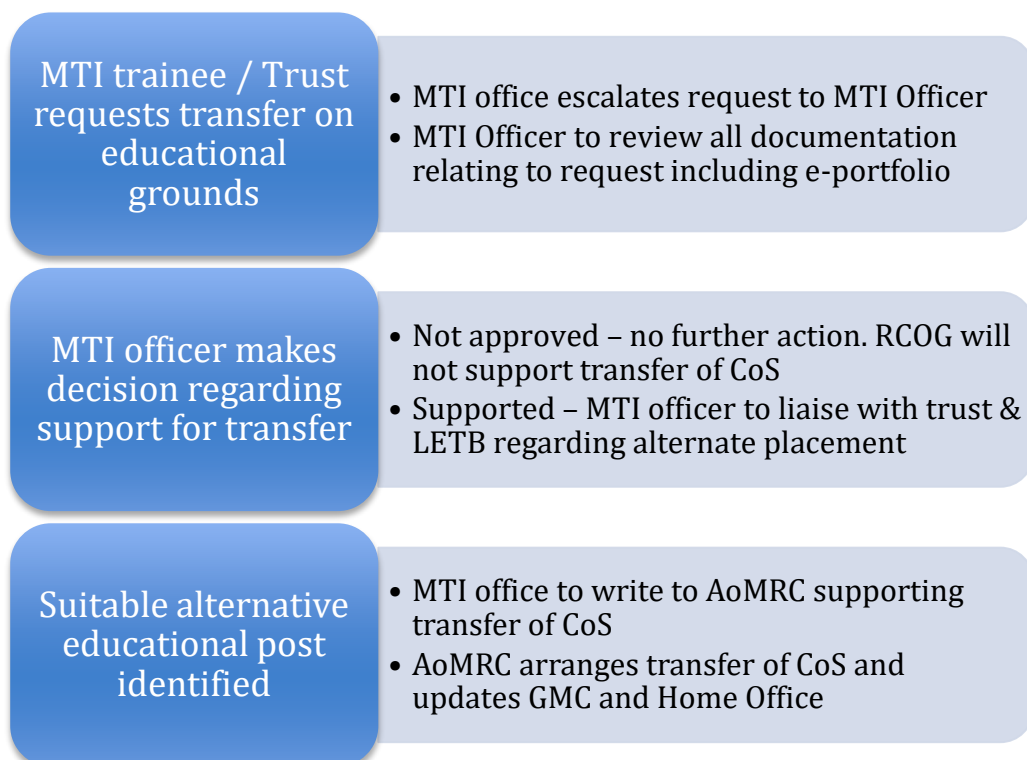 MTI trainee / Trust
requests transfer on
educational
grounds
• MTI office escalates request to MTI Officer
• MTI Officer to review all documentation
relating to request including e-portfolio
MTI officer makes
decision regarding
support for transfer
• Not approved – no further action. RCOG will
not support transfer of CoS
• Supported – MTI officer to liaise with trust &
LETB regarding alternate placement
Suitable alternative
educational post
identified
• MTI office to write to AoMRC supporting
transfer of CoS
• AoMRC arranges transfer of CoS and
updates GMC and Home Office